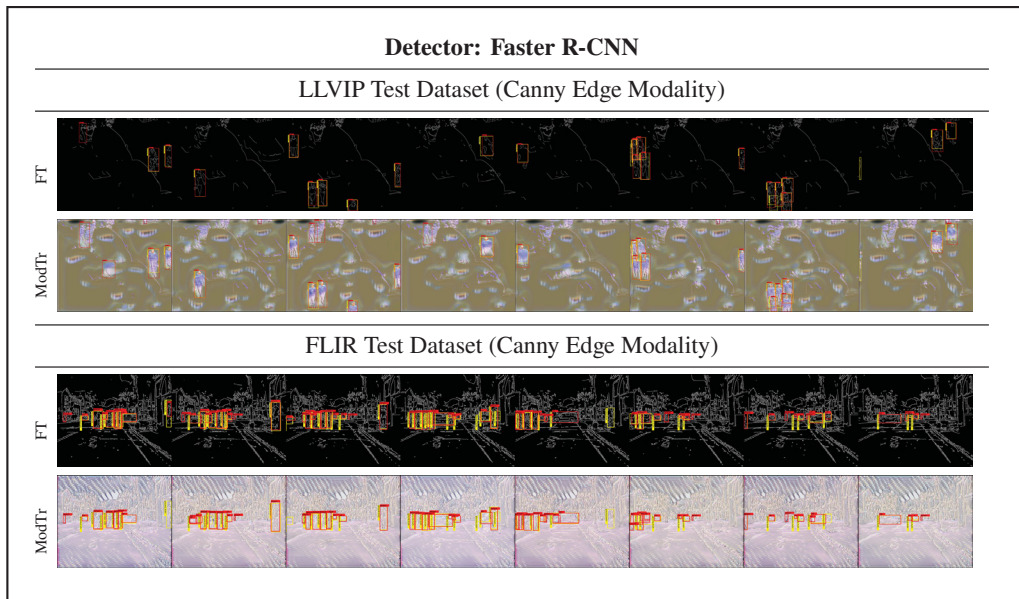 Detector: Faster R-CNN
LLVIP Test Dataset (Canny Edge Modality)
FT
ModTr
FLIR Test Dataset (Canny Edge Modality)
FT
ModTr